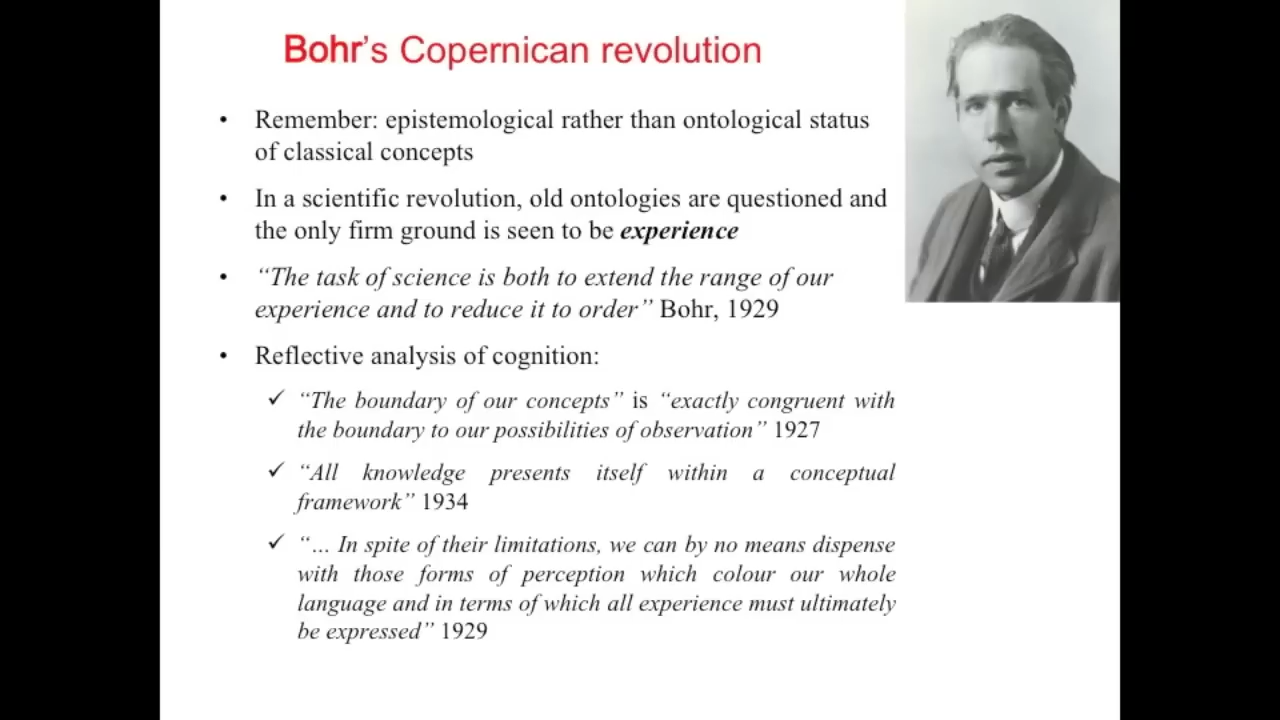 Bohr’s Copernican revolution
• Remember: epistemological rather than ontological status
of classical concepts
• In a scientific revolution, old ontologies are questioned and
the only firm ground is seen to be experience
• “The task of science is both to extend the range of our
experience and to reduce it to order” Bohr, 1929
• Reflective analysis of cognition:
✓ “The boundary of our concepts” is “exactly congruent with
the boundary to our possibilities of observation” 1927
✓ “All knowledge presents itself within a conceptual
framework” 1934
✓ “… In spite of their limitations, we can by no means dispense
with those forms of perception which colour our whole
language and in terms of which all experience must ultimately
be expressed” 1929